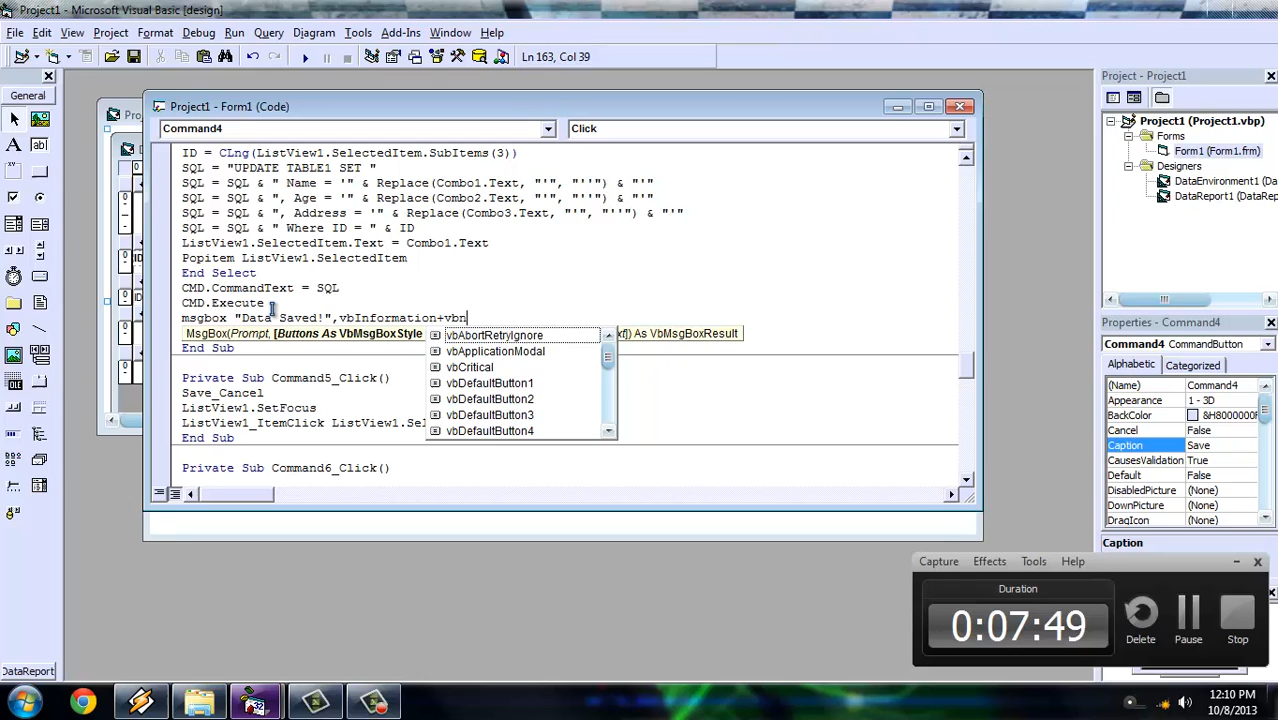 Project1 - Microsoft Visual Basic [design]
File Edit View Project Format Debug Run Query Diagram Tools Add-Ins Window Help
Ln 163, Col 39
General
DataReport
Project1 - Form1 (Code)
Command4
Click
ID = CLng(ListView1.SelectedItem.SubItems(3))
SQL = "UPDATE TABLE1 SET "
SQL = SQL & " Name = '" & Replace(Combo1.Text, "'", "''") & "'"
SQL = SQL & ", Age = '" & Replace(Combo2.Text, "'", "''") & "'"
SQL = SQL & ", Address = '" & Replace(Combo3.Text, "'", "''") & "'"
SQL = SQL & " Where ID = " & ID
ListView1.SelectedItem.Text = Combo1.Text
Popitem ListView1.SelectedItem
End Select
CMD.CommandText = SQL
CMD.Execute
msgbox "Data Saved!",vbInformation+vbn
MsgBox(Prompt, [Buttons As VbMsgBoxStyle
xt]) As VbMsgBoxResult
vbAbortRetryIgnore
vbApplicationModal
vbCritical
vbDefaultButton1
vbDefaultButton2
vbDefaultButton3
vbDefaultButton4
End Sub
Private Sub Command5_Click()
Save_Cancel
ListView1.SetFocus
ListView1_ItemClick ListView1.Sel
End Sub
Private Sub Command6_Click()
Project - Project1
Project1 (Project1.vbp)
Forms
Form1 (Form1.frm)
Designers
DataEnvironment1 (DataE
DataReport1 (DataRepo
Properties - Command4
Command4 CommandButton
Alphabetic Categorized
(Name) Command4
Appearance 1 - 3D
BackColor &H8000000F
Cancel False
Caption Save
CausesValidation True
Default False
DisabledPicture (None)
DownPicture (None)
DragIcon (None)
Caption
Capture Effects Tools Help
Duration
0:07:49
Delete Pause Stop
12:10 PM
10/8/2013